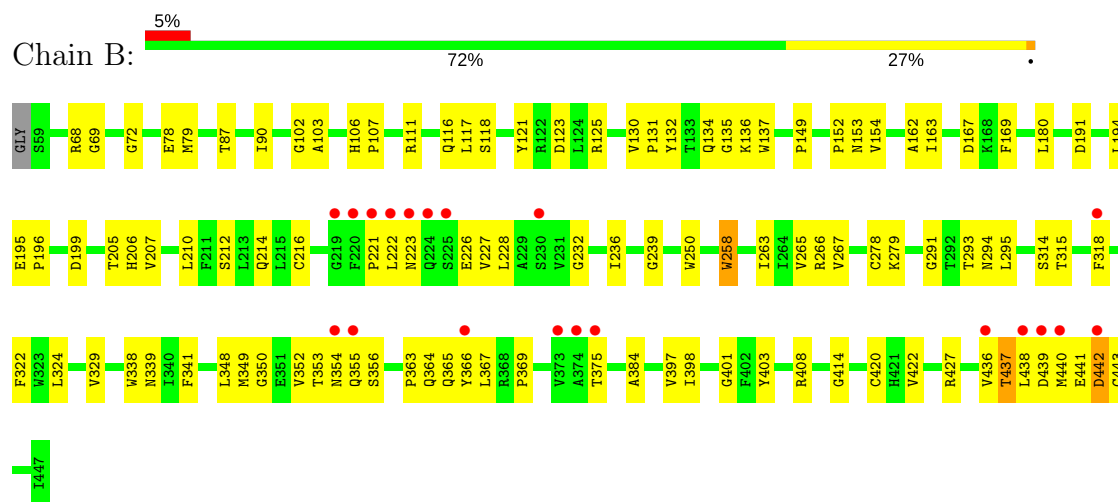 5%
Chain B:
72% 27% •
GLY S59 R68 G69 G72 E78 M79 T87 I90 G102 A103 H106 P107 R111 Q116 L117 S118 Y121 R122 D123 L124 R125 V130 P131 Y132 T133 Q134 G135 K136 W137 P149 P152 N153 V154 A162 I163 D167 K168 F169 L180 D191 L194
E195 P196 D199 T205 H206 V207 L210 F211 S212 L213 Q214 L215 C216 G219 F220 P221 L222 N223 Q224 S225 E226 V227 L228 A229 S230 V231 G232 I236 G239 W250 W258 I263 I264 V265 R266 V267 C278 K279 G291 T292 T293 N294 L295 S314 T315 F318
F322 W323 L324 V329 W338 N339 I340 F341 L348 M349 G350 E351 V352 T353 N354 Q355 S356 P363 Q364 Q365 Y366 L367 R368 P369 V373 A374 T375 A384 V397 I398 G401 F402 Y403 R408 G414 C420 H421 V422 R427 V436 T437 L438 D439 M440 E441 D442
I447